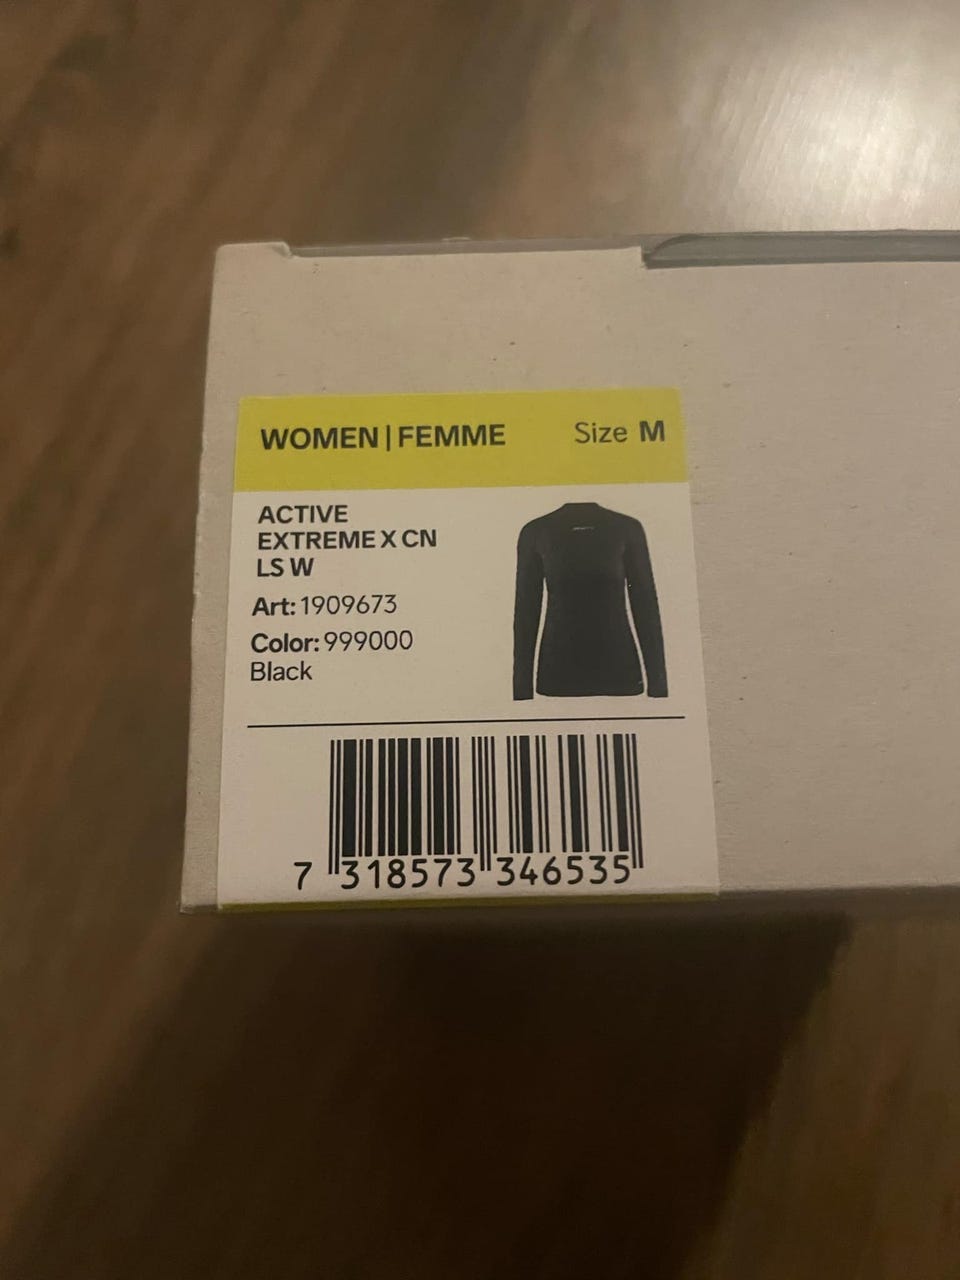 WOMEN | FEMME Size M
ACTIVE
EXTREME X CN
LS W
Art: 1909673
Color: 999000
Black
7 318573 346535